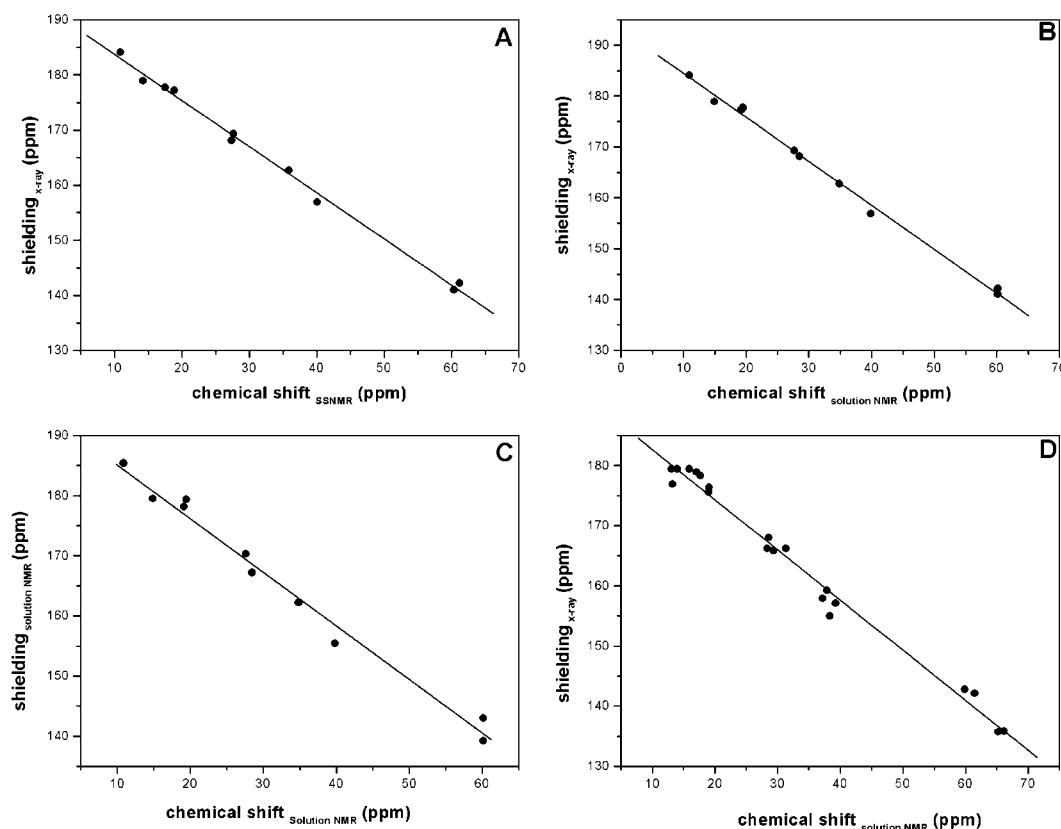 A
190
180
170
160
150
140
130
shielding x-ray (ppm)
10 20 30 40 50 60 70
chemical shift SSNMR (ppm)
B
195
190
180
170
160
150
140
130
shielding x-ray (ppm)
0 10 20 30 40 50 60 70
chemical shift solution NMR (ppm)
C
190
180
170
160
150
140
shielding solution NMR (ppm)
10 20 30 40 50 60
chemical shift Solution NMR (ppm)
D
180
170
160
150
140
130
shielding x-ray (ppm)
10 20 30 40 50 60 70
chemical shift solution NMR (ppm)